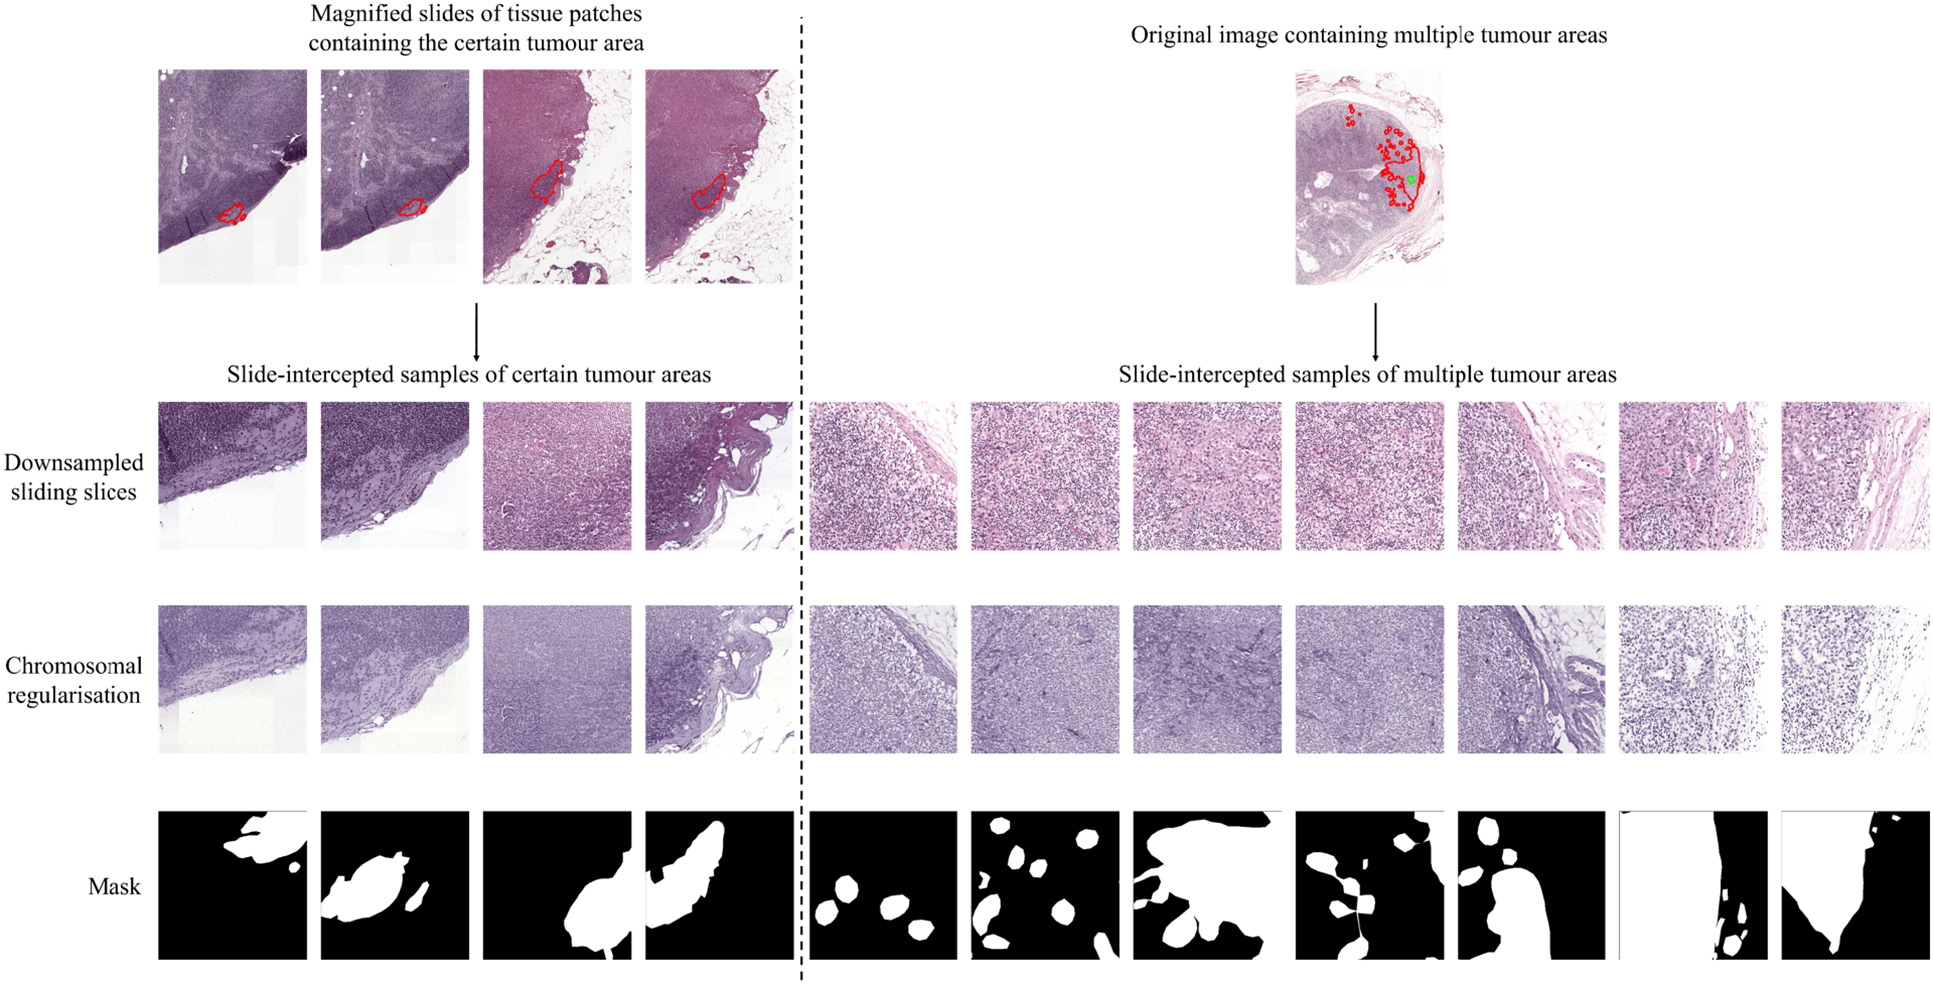 Magnified slides of tissue patches
containing the certain tumour area
Original image containing multiple tumour areas
Slide-intercepted samples of certain tumour areas
Slide-intercepted samples of multiple tumour areas
Downsampled
sliding slices
Chromosomal
regularisation
Mask